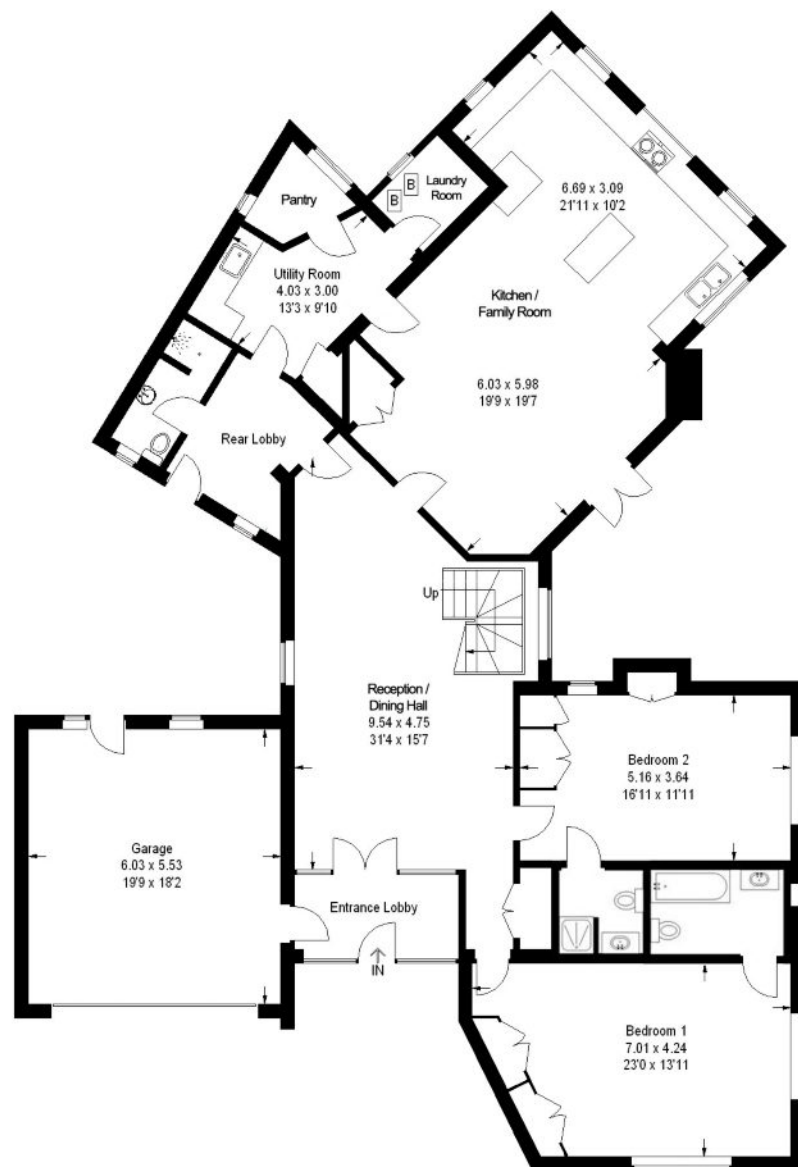 Pantry
B
B
Laundry
Room
6.69 x 3.09
21'11 x 10'2
Utility Room
4.03 x 3.00
13'3 x 9'10
Kitchen /
Family Room
6.03 x 5.98
19'9 x 19'7
Rear Lobby
Up
Reception /
Dining Hall
9.54 x 4.75
31'4 x 15'7
Bedroom 2
5.16 x 3.64
16'11 x 11'11
Garage
6.03 x 5.53
19'9 x 18'2
Entrance Lobby
IN
Bedroom 1
7.01 x 4.24
23'0 x 13'11